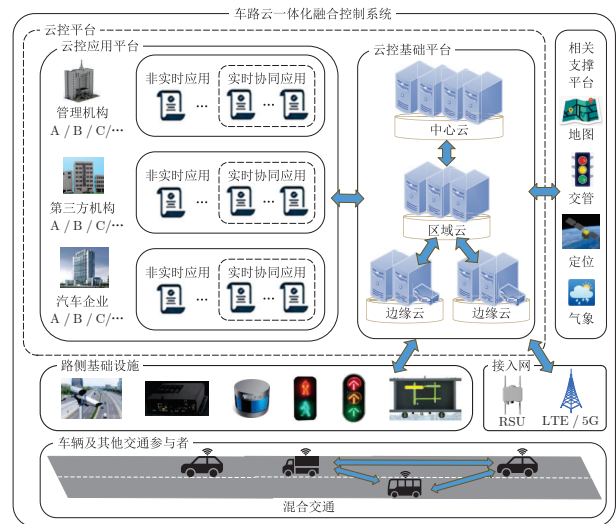 车路云一体化融合控制系统
云控平台
云控应用平台
管理机构
A / B / C/···
非实时应用
实时协同应用
···
···
第三方机构
A / B / C/···
非实时应用
实时协同应用
···
···
汽车企业
A / B / C/···
非实时应用
实时协同应用
···
···
云控基础平台
中心云
区域云
边缘云
边缘云
相关
支撑
平台
地图
交管
定位
气象
路侧基础设施
接入网
RSU
LTE / 5G
车辆及其他交通参与者
混合交通